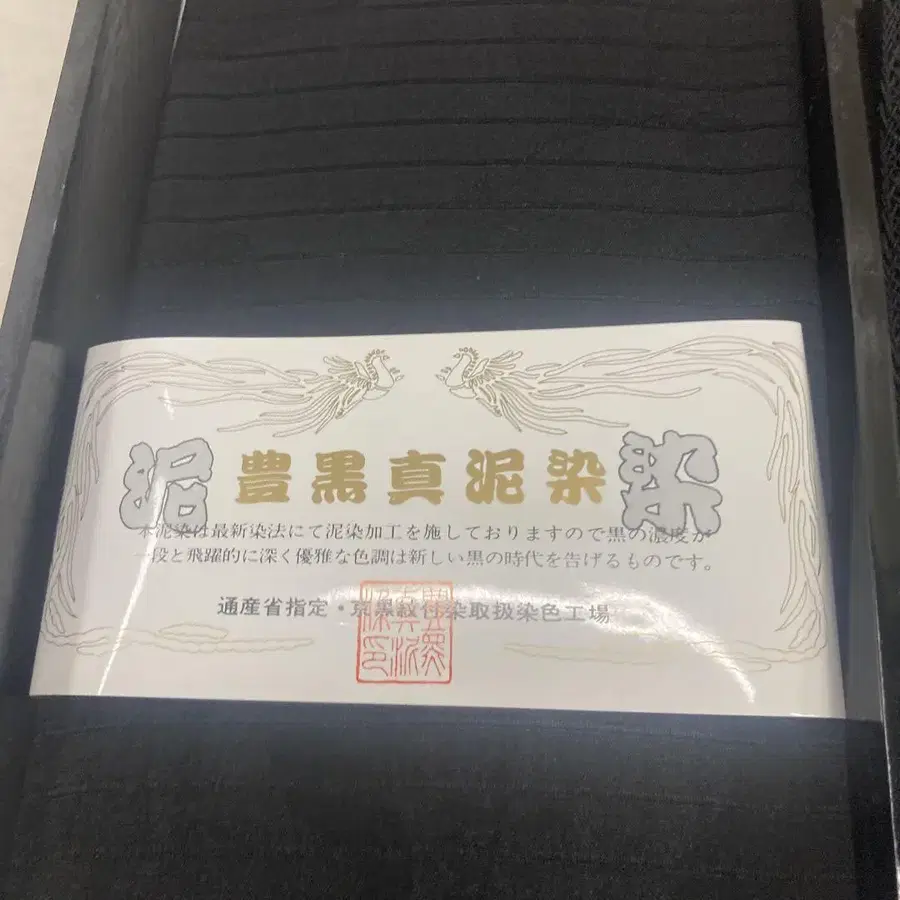 泥 豊黒真泥染 染
本泥染は最新染法にて泥染加工を施しておりますので黒の濃度が
一段と飛躍的に深く優雅な色調は新しい黒の時代を告げるものです。
通産省指定・京黒紋付染取扱染色工場